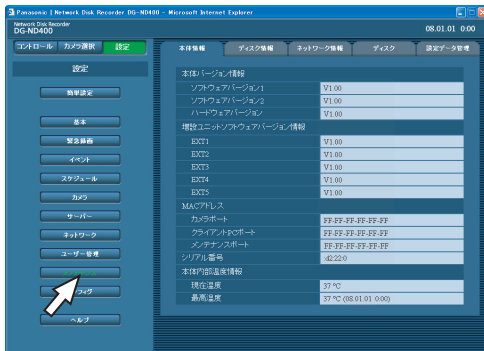 Panasonic | Network Disk Recorder DG-ND400 - Microsoft Internet Explorer
Network Disk Recorder
DG-ND400
08.01.01 0:00
コントロール カメラ選択 設定
本体情報 ディスク情報 ネットワーク情報 ディスク 設定データ管理
設定
簡単設定
基本
緊急録画
イベント
スケジュール
カメラ
サーバー
ネットワーク
ユーザー管理
ヘルプ
本体バージョン情報
ソフトウェアバージョン1 V1.00
ソフトウェアバージョン2 V1.00
ハードウェアバージョン V1.00
増設ユニットソフトウェアバージョン情報
EXT1 V1.00
EXT2 V1.00
EXT3 V1.00
EXT4 V1.00
EXT5 V1.00
MACアドレス
カメラポート FF-FF-FF-FF-FF-FF
クライアントPCポート FF-FF-FF-FF-FF-FF
メンテナンスポート FF-FF-FF-FF-FF-FF
シリアル番号
本体内部温度情報
現在温度 37 ℃
最高温度 37 ℃ (08.01.01 0:00)